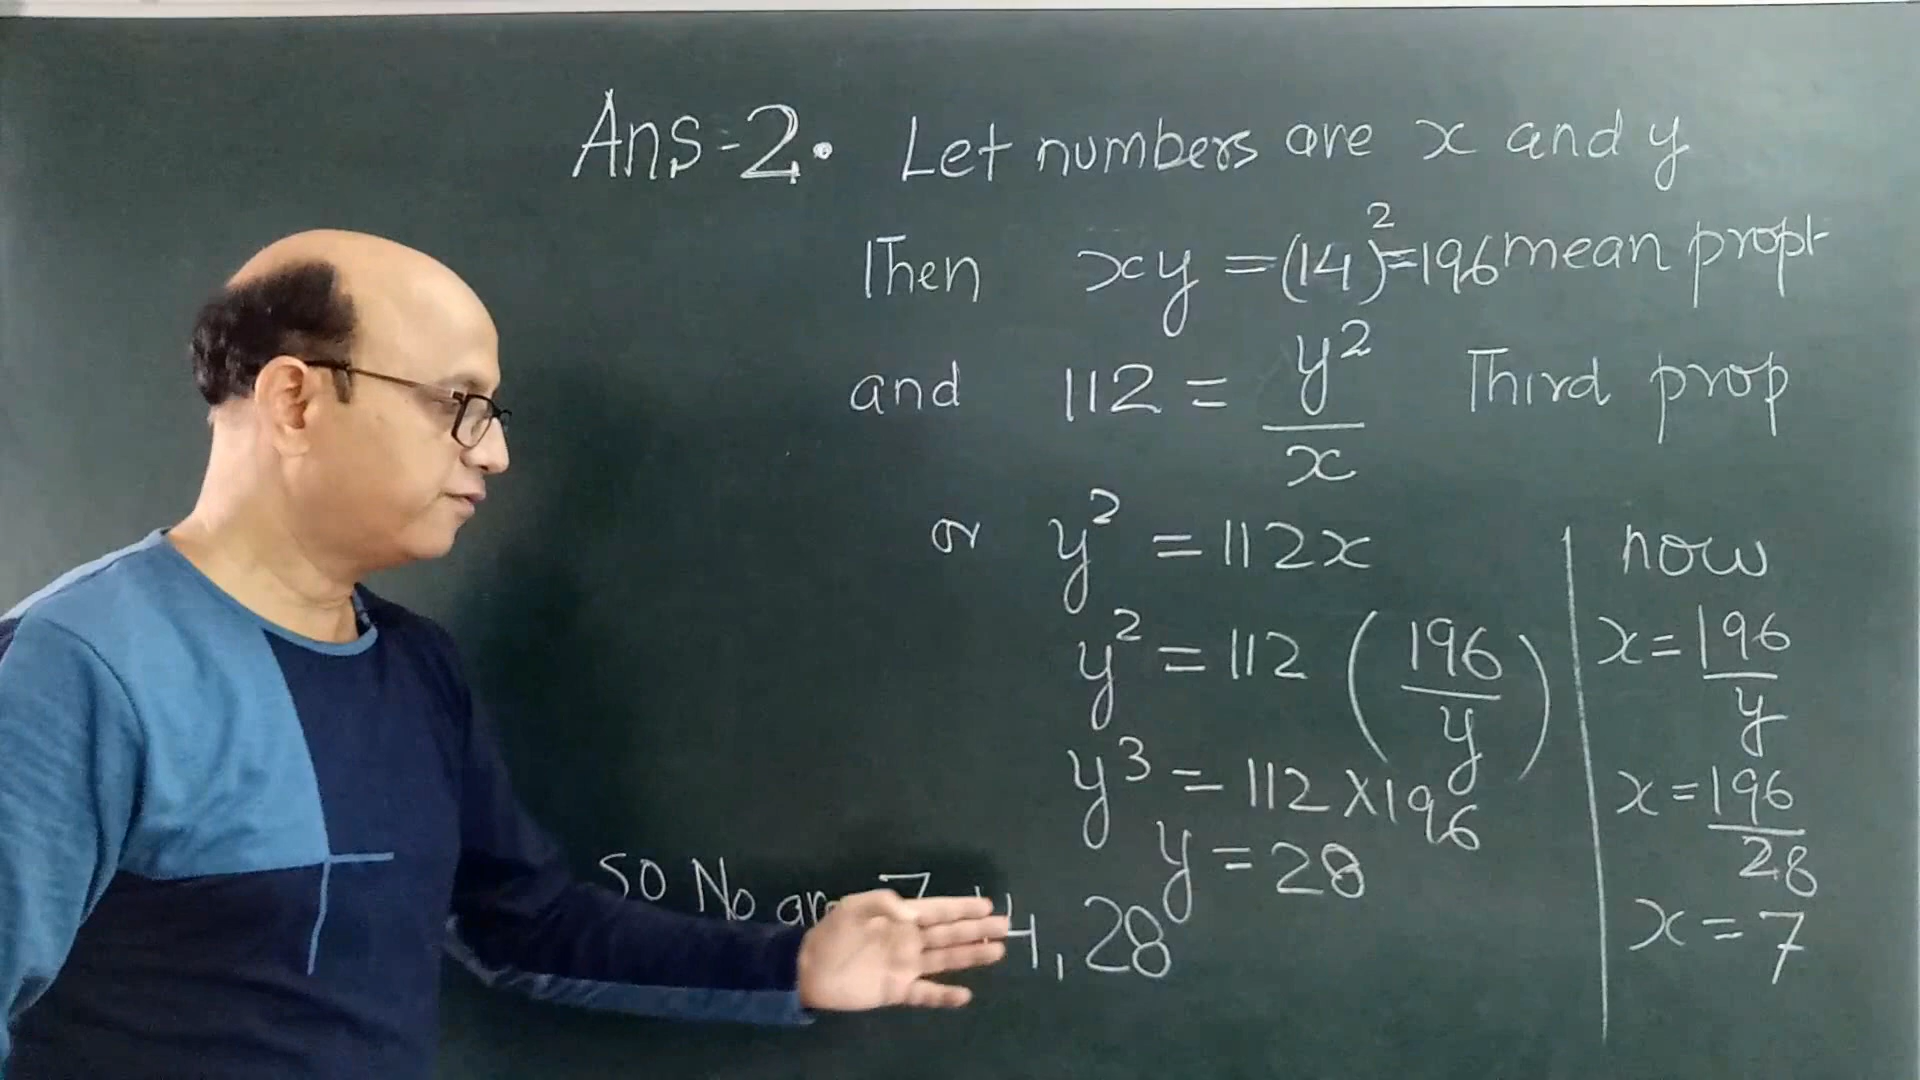 Ans-2. Let numbers are x and y
Then xy = (14)² = 196 mean propt
and 112 = y²/x Third prop
or y² = 112x
y² = 112 (196/y)
y³ = 112 × 196
y = 28
now
x = 196/y
x = 196/28
x = 7
so No 28